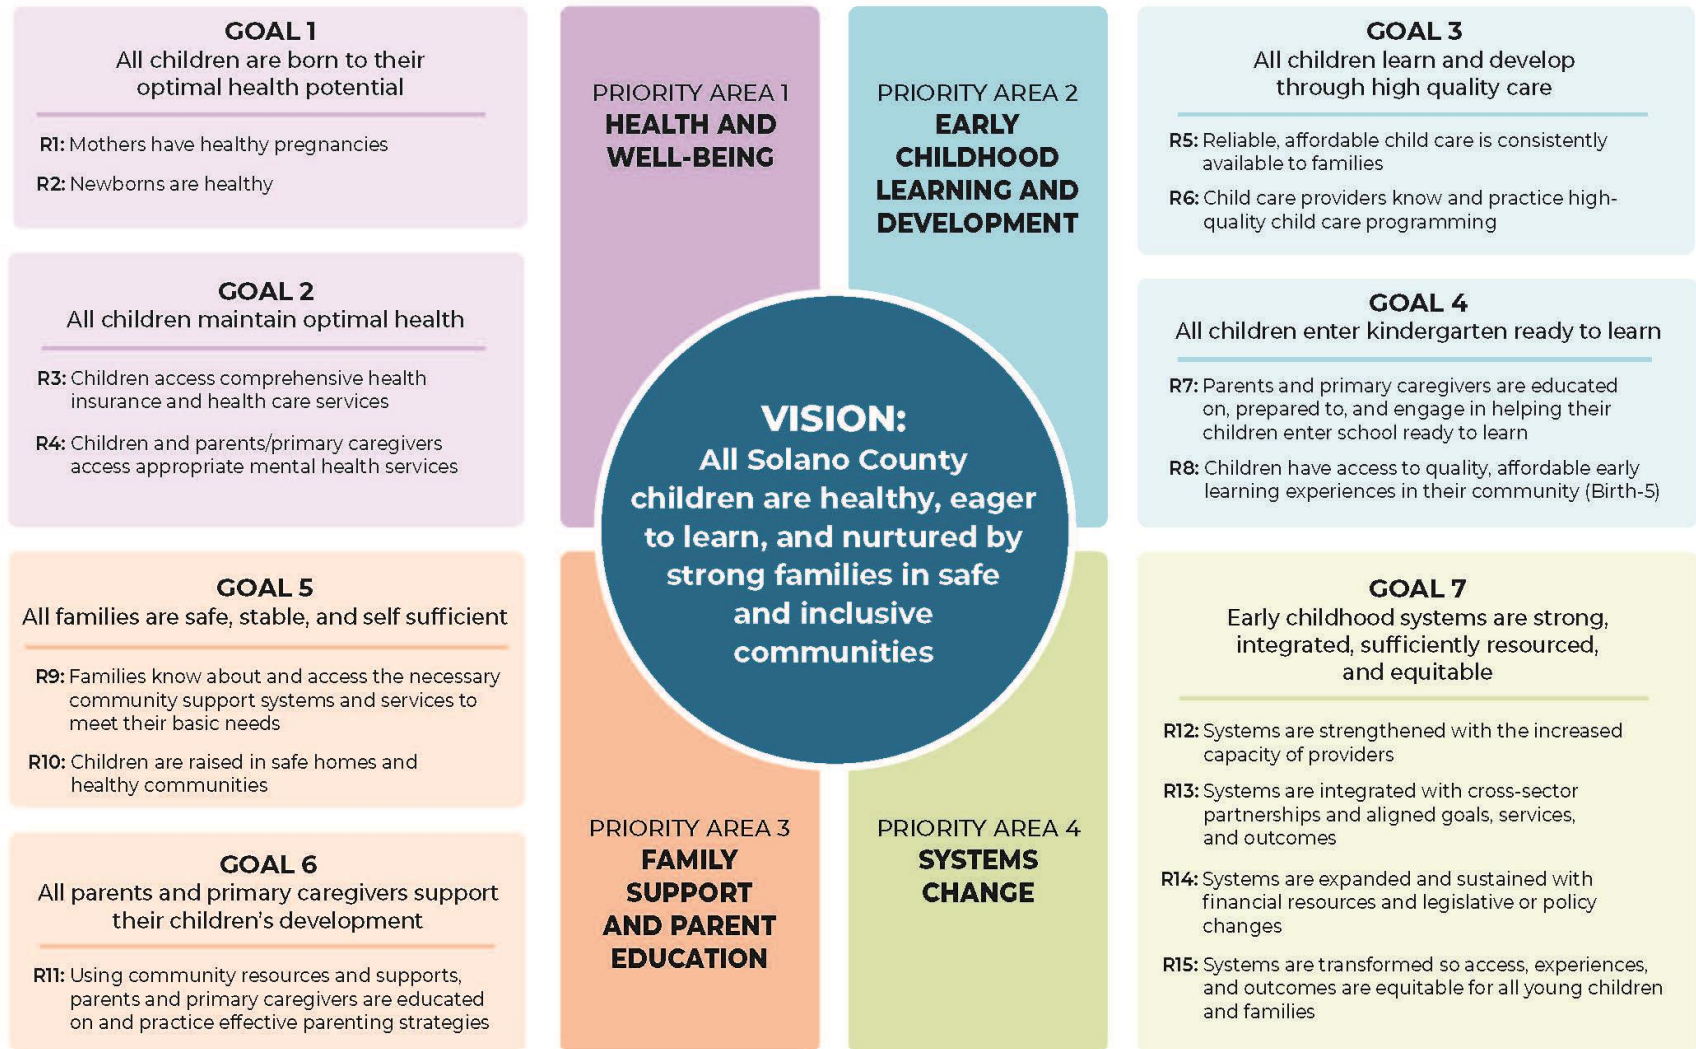 GOAL 1
All children are born to their
optimal health potential
R1: Mothers have healthy pregnancies
R2: Newborns are healthy
GOAL 2
All children maintain optimal health
R3: Children access comprehensive health
insurance and health care services
R4: Children and parents/primary caregivers
access appropriate mental health services
PRIORITY AREA 1
HEALTH AND
WELL-BEING
PRIORITY AREA 2
EARLY
CHILDHOOD
LEARNING AND
DEVELOPMENT
GOAL 3
All children learn and develop
through high quality care
R5: Reliable, affordable child care is consistently
available to families
R6: Child care providers know and practice high-
quality child care programming
GOAL 4
All children enter kindergarten ready to learn
R7: Parents and primary caregivers are educated
on, prepared to, and engage in helping their
children enter school ready to learn
R8: Children have access to quality, affordable early
learning experiences in their community (Birth-5)
VISION:
All Solano County
children are healthy, eager
to learn, and nurtured by
strong families in safe
and inclusive
communities
GOAL 5
All families are safe, stable, and self sufficient
R9: Families know about and access the necessary
community support systems and services to
meet their basic needs
R10: Children are raised in safe homes and
healthy communities
GOAL 6
All parents and primary caregivers support
their children's development
R11: Using community resources and supports,
parents and primary caregivers are educated
on and practice effective parenting strategies
PRIORITY AREA 3
FAMILY
SUPPORT
AND PARENT
EDUCATION
PRIORITY AREA 4
SYSTEMS
CHANGE
GOAL 7
Early childhood systems are strong,
integrated, sufficiently resourced,
and equitable
R12: Systems are strengthened with the increased
capacity of providers
R13: Systems are integrated with cross-sector
partnerships and aligned goals, services,
and outcomes
R14: Systems are expanded and sustained with
financial resources and legislative or policy
changes
R15: Systems are transformed so access, experiences,
and outcomes are equitable for all young children
and families